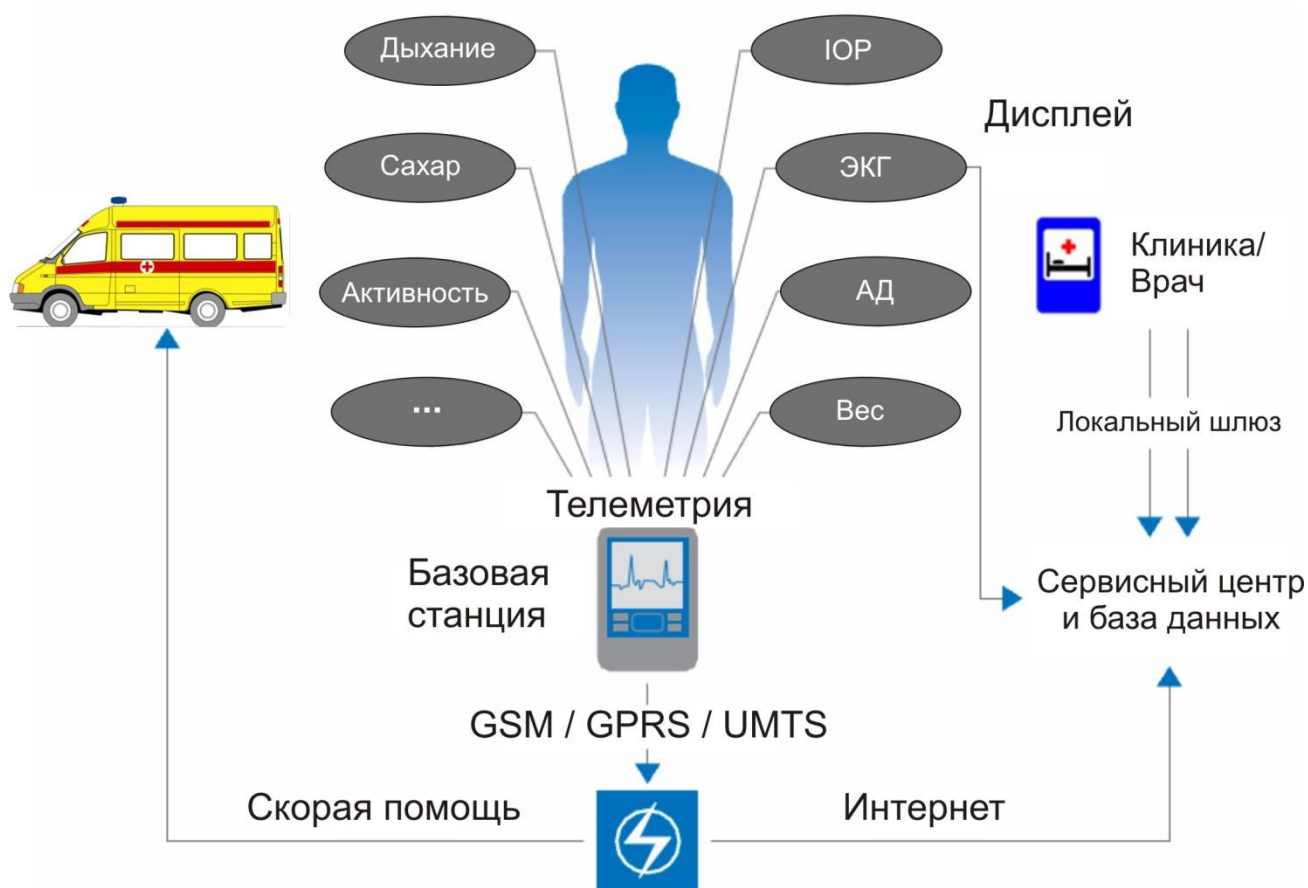 Дыхание
IOP
Дисплей
Сахар
ЭКГ
Клиника/
Врач
Активность
АД
...
Вес
Локальный шлюз
Телеметрия
Базовая
станция
Сервисный центр
и база данных
GSM / GPRS / UMTS
Скорая помощь
Интернет